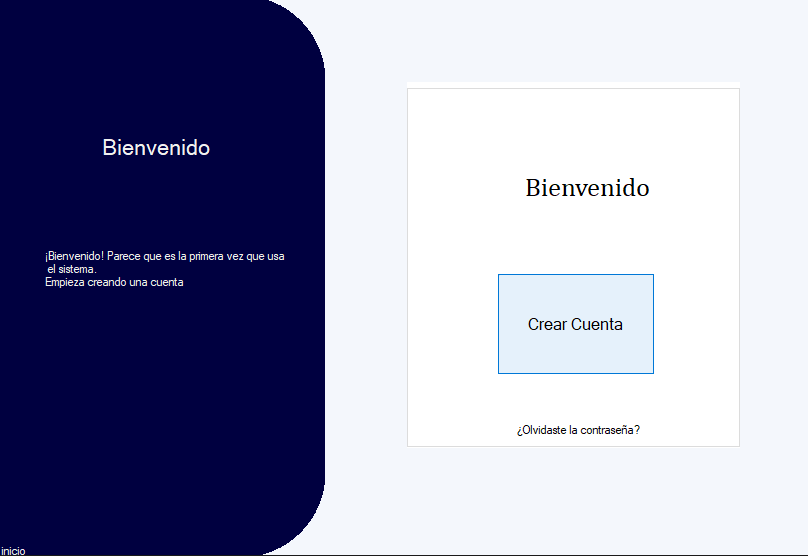 Bienvenido
¡Bienvenido! Parece que es la primera vez que usa
el sistema.
Empieza creando una cuenta
inicio
Bienvenido
Crear Cuenta
¿Olvidaste la contraseña?